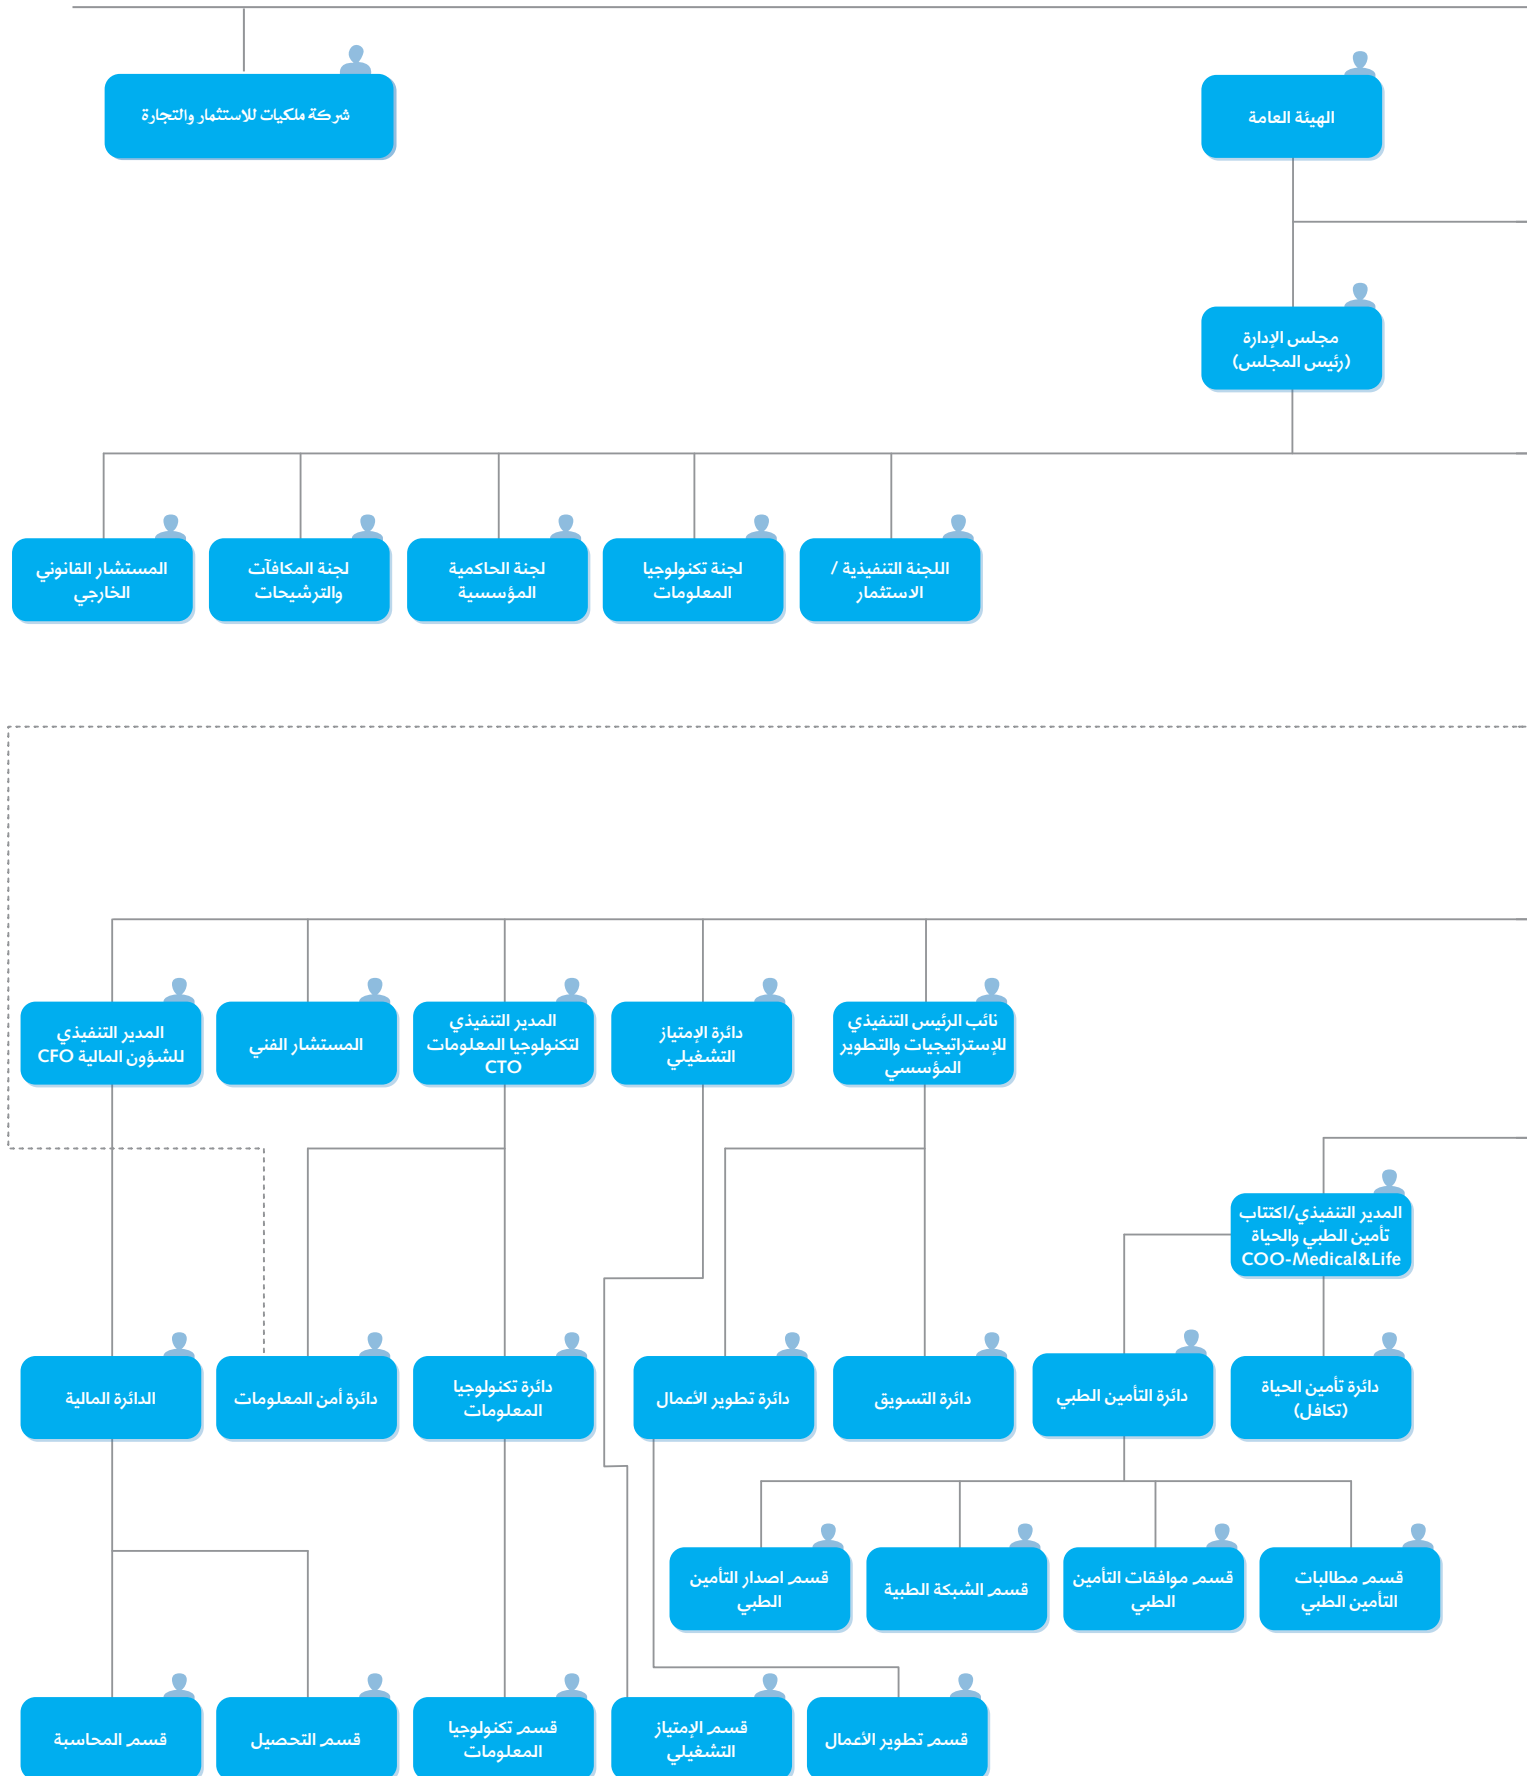 الهيئة العامة
شركة ملكيات للاستثمار والتجارة
مجلس الإدارة
(رئيس المجلس)
اللجنة التنفيذية /
الاستثمار
لجنة تكنولوجيا
المعلومات
لجنة الحاكمية
المؤسسية
لجنة المكافآت
والترشيحات
المستشار القانوني
الخارجي
نائب الرئيس التنفيذي
للإستراتيجيات والتطوير
المؤسسي
دائرة الإمتياز
التشغيلي
المدير التنفيذي
لتكنولوجيا المعلومات
CTO
المستشار الفني
المدير التنفيذي
للشؤون المالية CFO
المدير التنفيذي/اكتتاب
تأمين الطبي والحياة
COO-Medical&Life
دائرة تأمين الحياة
(تكافل)
دائرة التأمين الطبي
دائرة التسويق
دائرة تطوير الأعمال
دائرة تكنولوجيا
المعلومات
دائرة أمن المعلومات
الدائرة المالية
قسم مطالبات
التأمين الطبي
قسم موافقات التأمين
الطبي
قسم الشبكة الطبية
قسم اصدار التأمين
الطبي
قسم تطوير الأعمال
قسم الإمتياز
التشغيلي
قسم تكنولوجيا
المعلومات
قسم التحصيل
قسم المحاسبة